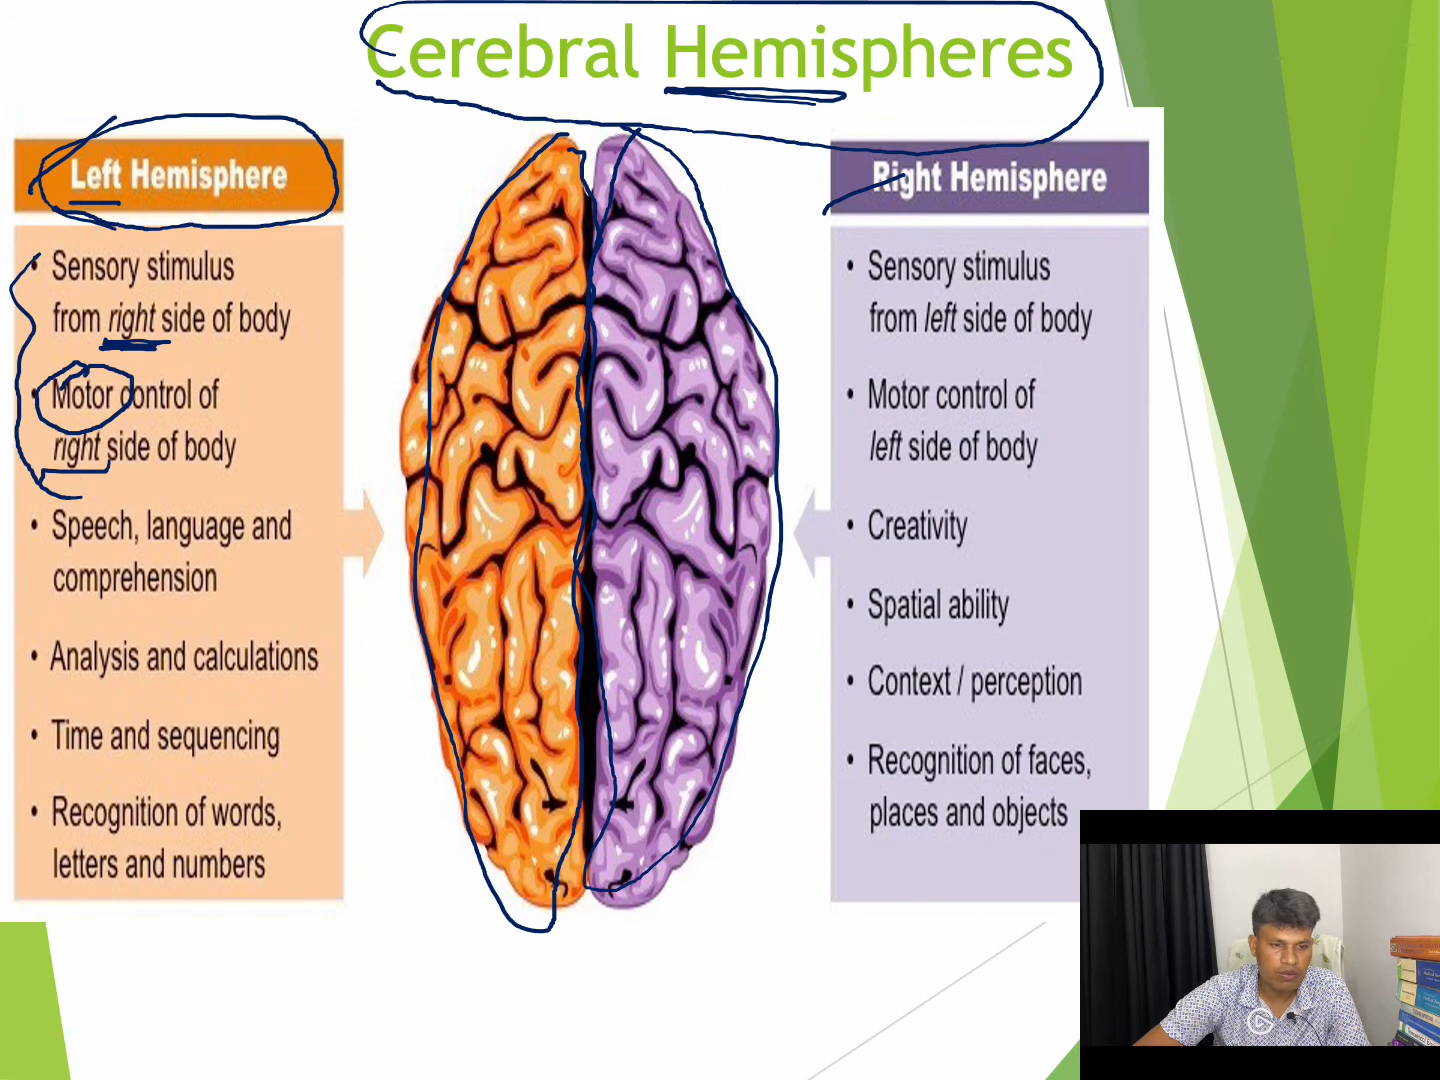 Cerebral Hemispheres
Left Hemisphere
• Sensory stimulus
from right side of body
• Motor control of
right side of body
• Speech, language and
comprehension
• Analysis and calculations
• Time and sequencing
• Recognition of words,
letters and numbers
Right Hemisphere
• Sensory stimulus
from left side of body
• Motor control of
left side of body
• Creativity
• Spatial ability
• Context / perception
• Recognition of faces,
places and objects